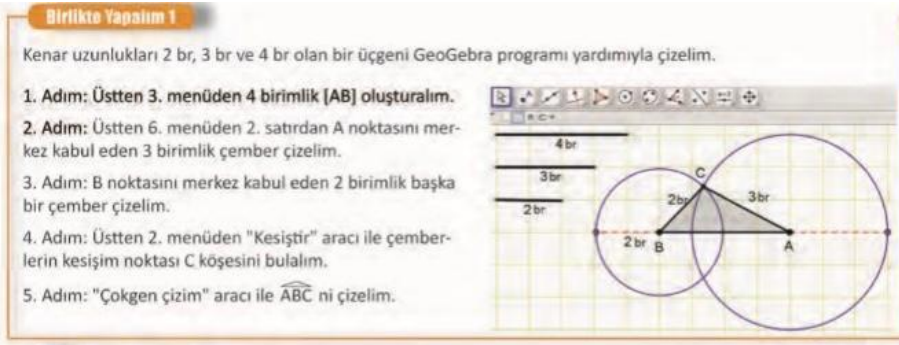 Birlikte Yapalım 1
Kenar uzunlukları 2 br, 3 br ve 4 br olan bir üçgeni GeoGebra programı yardımıyla çizelim.
1. Adım: Üstten 3. menüden 4 birimlik [AB] oluşturalım.
2. Adım: Üstten 6. menüden 2. satırdan A noktasını mer-
kez kabul eden 3 birimlik çember çizelim.
3. Adım: B noktasını merkez kabul eden 2 birimlik başka
bir çember çizelim.
4. Adım: Üstten 2. menüden "Kesiştir" aracı ile çember-
lerin kesişim noktası C köşesini bulalım.
5. Adım: "Çokgen çizim" aracı ile ABC ni çizelim.
4 br
3 br
2 br
C
2br
3br
2 br
B
A